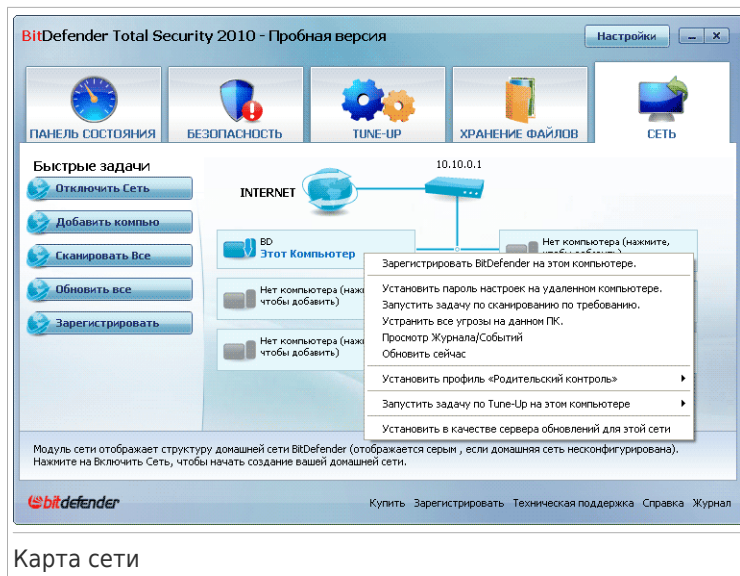 BitDefender Total Security 2010 - Пробная версия
Настройки
ПАНЕЛЬ СОСТОЯНИЯ
БЕЗОПАСНОСТЬ
TUNE-UP
ХРАНЕНИЕ ФАЙЛОВ
СЕТЬ
Быстрые задачи
Отключить Сеть
Добавить компью
Сканировать Все
Обновить все
Зарегистрировать
INTERNET
10.10.0.1
BD
Этот Компьютер
Нет компьютера (нажмите,
Нет компьютера (наж
чтобы добавить)
Нет компьютера (наж
чтобы добавить)
Зарегистрировать BitDefender на этом компьютере.
Установить пароль настроек на удаленном компьютере.
Запустить задачу по сканированию по требованию.
Устранить все угрозы на данном ПК.
Просмотр Журнала/Событий
Обновить сейчас
Установить профиль «Родительский контроль»
Запустить задачу по Tune-Up на этом компьютере
Установить в качестве сервера обновлений для этой сети
Модуль сети отображает структуру домашней сети BitDefender (отображается серым , если домашняя сеть несконфигурирована).
Нажмите на Включить Сеть, чтобы начать создание вашей домашней сети.
bitdefender
Купить Зарегистрировать Техническая поддержка Справка Журнал
Карта сети